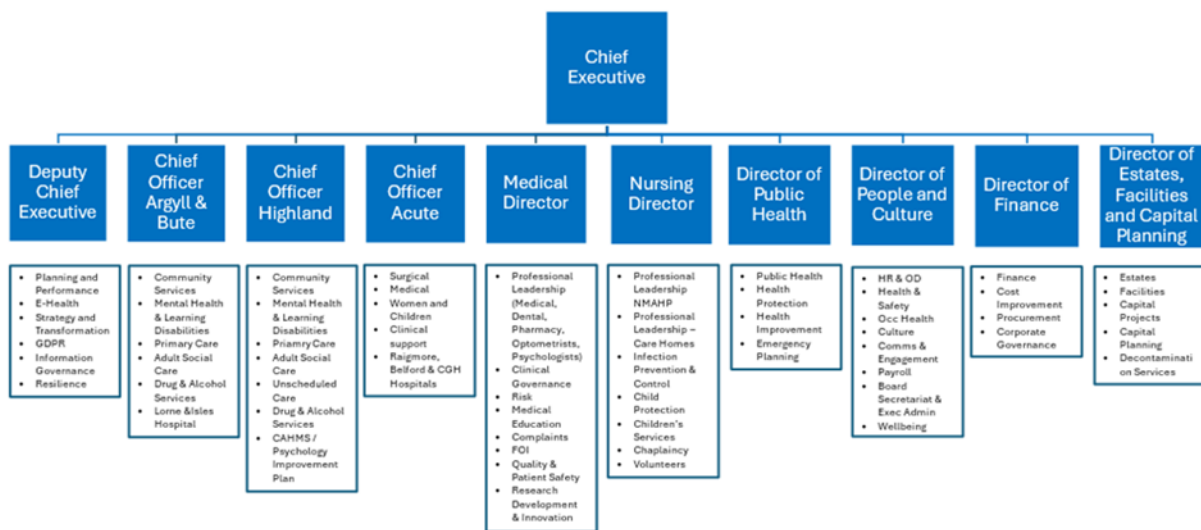 Chief
Executive
Deputy
Chief
Executive
Chief
Officer
Argyll &
Bute
Chief
Officer
Highland
Chief
Officer
Acute
Medical
Director
Nursing
Director
Director of
Public
Health
Director of
People and
Culture
Director of
Finance
Director of
Estates,
Facilities
and Capital
Planning
• Planning and
Performance
• E-Health
• Strategy and
Transformation
• GDPR
• Information
Governance
• Resilience
• Community
Services
• Mental Health
& Learning
Disabilities
• Primary Care
• Adult Social
Care
• Drug & Alcohol
Services
• Lorne &Isles
Hospital
• Community
Services
• Mental Health
& Learning
Disabilities
• Priamry Care
• Adult Social
Care
• Unscheduled
Care
• Drug & Alcohol
Services
• CAHMS /
Psychology
Improvement
Plan
• Surgical
• Medical
• Women and
Children
• Clinical
support
• Raigmore,
Belford & CGH
Hospitals
• Professional
Leadership
(Medical,
Dental,
Pharmacy,
Optometrists,
Psychologists)
• Clinical
Governance
• Risk
• Medical
Education
• Complaints
• FOI
• Quality &
Patient Safety
• Research
Development
& Innovation
• Professional
Leadership
NMAHP
• Professional
Leadership –
Care Homes
• Infection
Prevention &
Control
• Child
Protection
• Children's
Services
• Chaplaincy
• Volunteers
• Public Health
• Health
Protection
• Health
Improvement
• Emergency
Planning
• HR & OD
• Health &
Safety
• Occ Health
• Culture
• Comms &
Engagement
• Payroll
• Board
Secretariat &
Exec Admin
• Wellbeing
• Finance
• Cost
Improvement
• Procurement
• Corporate
Governance
• Estates
• Facilities
• Capital
Projects
• Capital
Planning
• Decontaminati
on Services